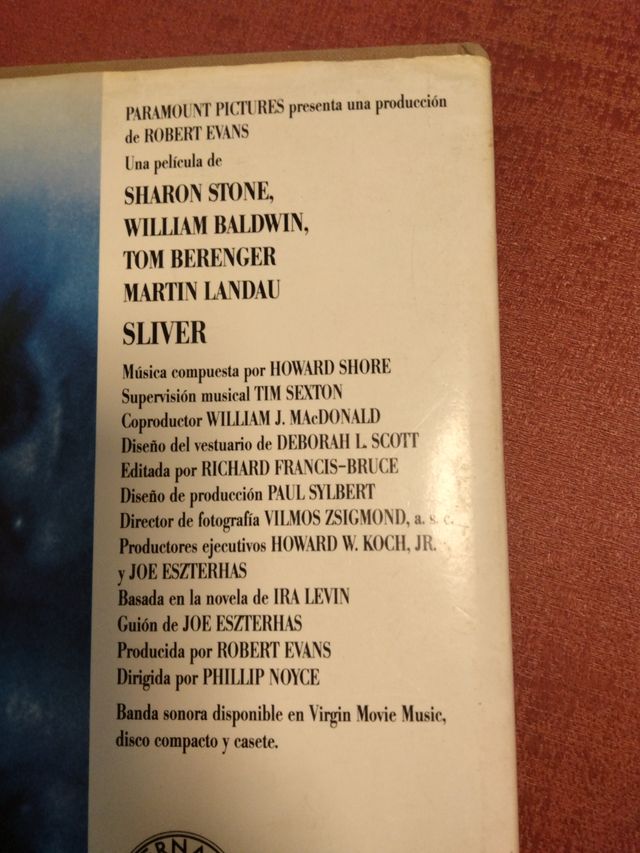 PARAMOUNT PICTURES presenta una producción
de ROBERT EVANS
Una película de
SHARON STONE,
WILLIAM BALDWIN,
TOM BERENGER
MARTIN LANDAU
SLIVER
Música compuesta por HOWARD SHORE
Supervisión musical TIM SEXTON
Coproductor WILLIAM J. MAcDONALD
Diseño del vestuario de DEBORAH L. SCOTT
Editada por RICHARD FRANCIS-BRUCE
Diseño de producción PAUL SYLBERT
Director de fotografía VILMOS ZSIGMOND, a. s. c.
Productores ejecutivos HOWARD W. KOCH, JR.
y JOE ESZTERHAS
Basada en la novela de IRA LEVIN
Guión de JOE ESZTERHAS
Producida por ROBERT EVANS
Dirigida por PHILLIP NOYCE
Banda sonora disponible en Virgin Movie Music,
disco compacto y casete.